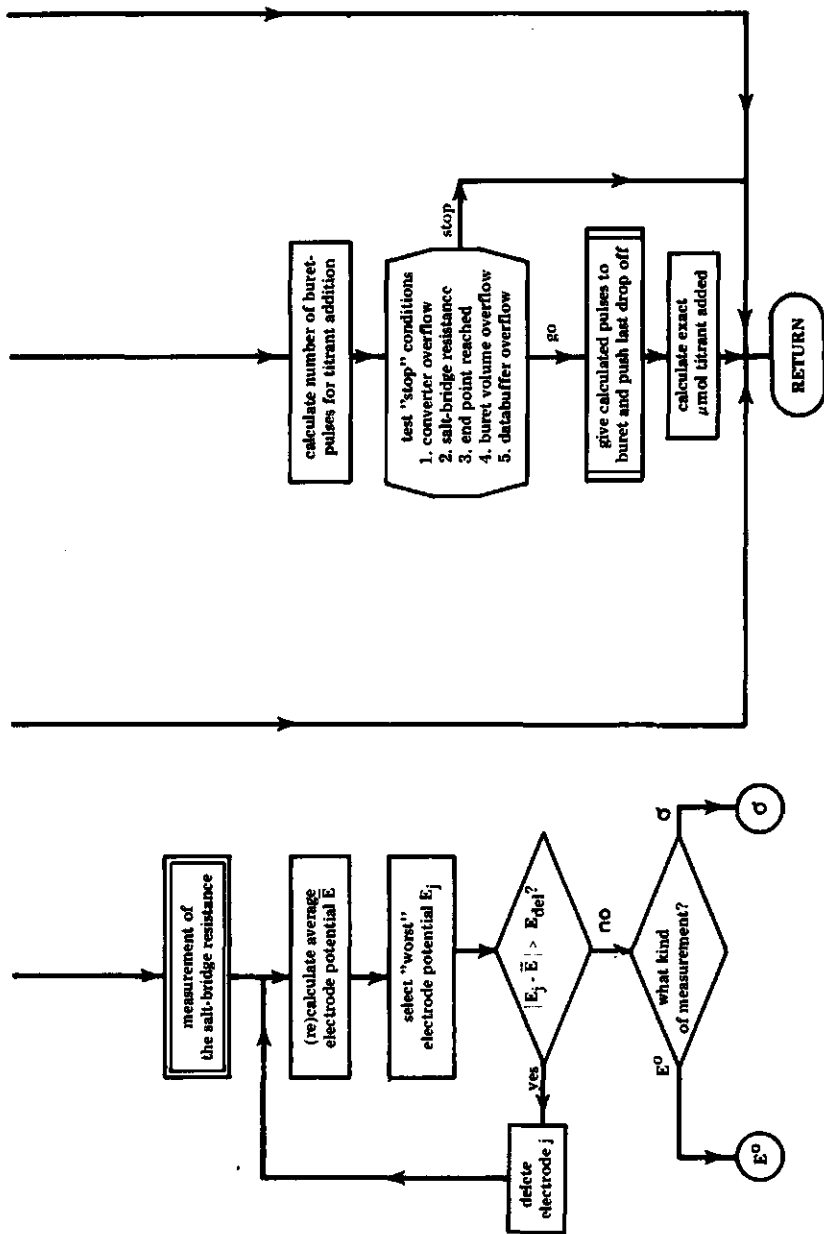 measurement of
the salt-bridge resistance
(re)calculate average
electrode potential E̅
select "worst"
electrode potential Ej
|Ej - E̅| > Edel?
yes
no
delete
electrode j
what kind
of measurement?
E⁰
σ
E⁰
σ
calculate number of buret-
pulses for titrant addition
test "stop" conditions
1. converter overflow
2. salt-bridge resistance
3. end point reached
4. buret volume overflow
5. databuffer overflow
stop
go
give calculated pulses to
buret and push last drop off
calculate exact
μmol titrant added
RETURN